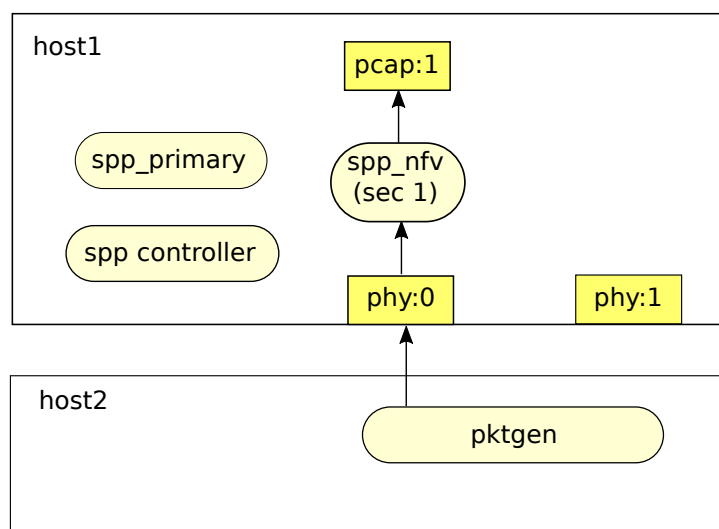 host1
pcap:1
spp_primary
spp_nfv
(sec 1)
spp controller
phy:0
phy:1
host2
pktgen